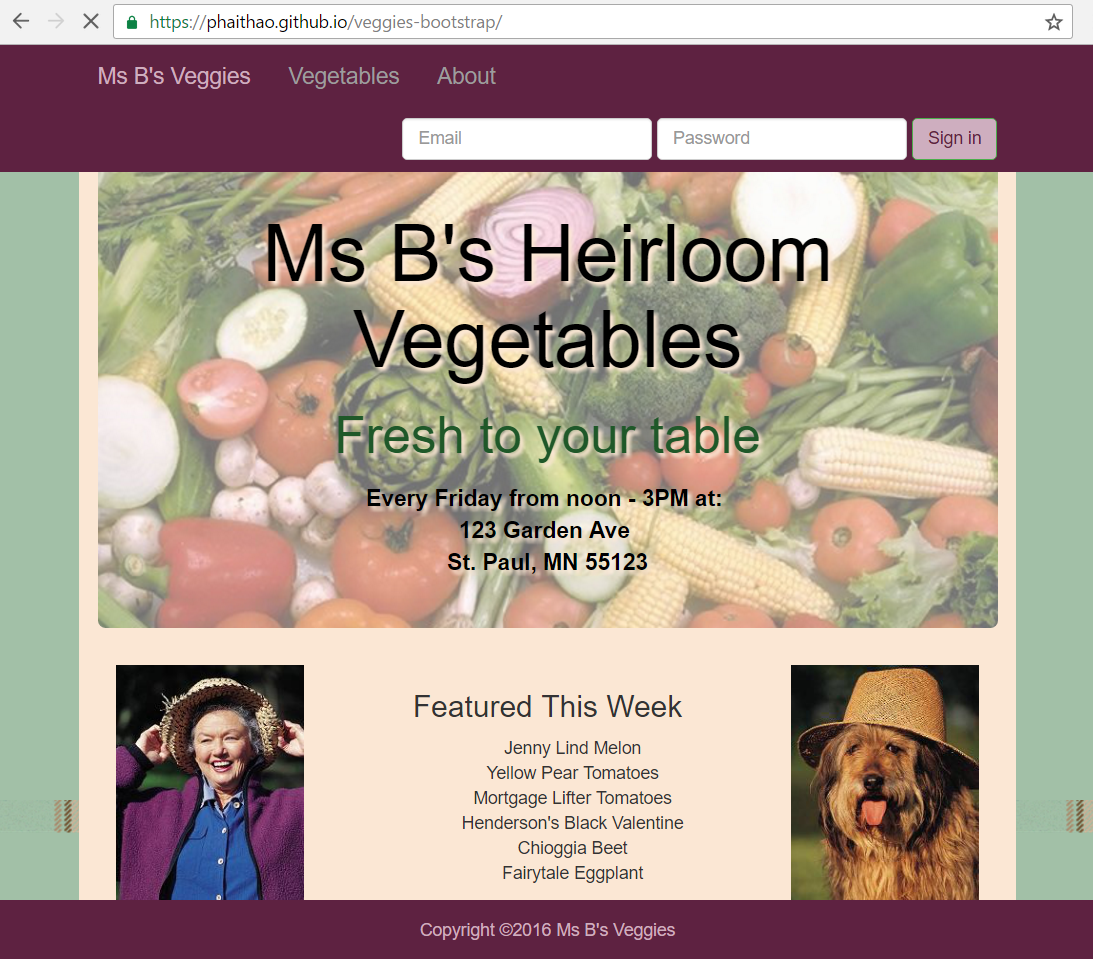 https://phaithao.github.io/veggies-bootstrap/
Ms B's Veggies Vegetables About
Email Password Sign in
Ms B's Heirloom
Vegetables
Fresh to your table
Every Friday from noon - 3PM at:
123 Garden Ave
St. Paul, MN 55123
Featured This Week
Jenny Lind Melon
Yellow Pear Tomatoes
Mortgage Lifter Tomatoes
Henderson's Black Valentine
Chioggia Beet
Fairytale Eggplant
Copyright ©2016 Ms B's Veggies